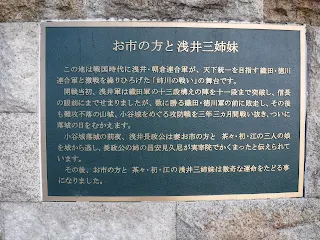 お市の方と浅井三姉妹
この地は戦国時代に浅井・朝倉連合軍が、天下統一を目指す織田・徳川
連合軍と激戦を繰りひろげた「姉川の戦い」の舞台です。
開戦当初、浅井軍は織田軍の十三段構えの陣を十一段まで突破し、信長
の眼前にまでせまりましたが、数に勝る織田・徳川軍の前に敗走し、その後
も難攻不落の山城、小谷城をめぐる攻防戦を三年三カ月間戦い抜き、ついに
落城の日をむかえます。
小谷城落城の前夜、浅井長政公は妻お市の方と 茶々・初・江の三人の娘
を城から逃し、長政公の姉の昌安見久尼が実宰院でかくまったと伝えられて
います。
その後、お市の方と 茶々・初・江の浅井三姉妹は数奇な運命をたどる事
になりました。